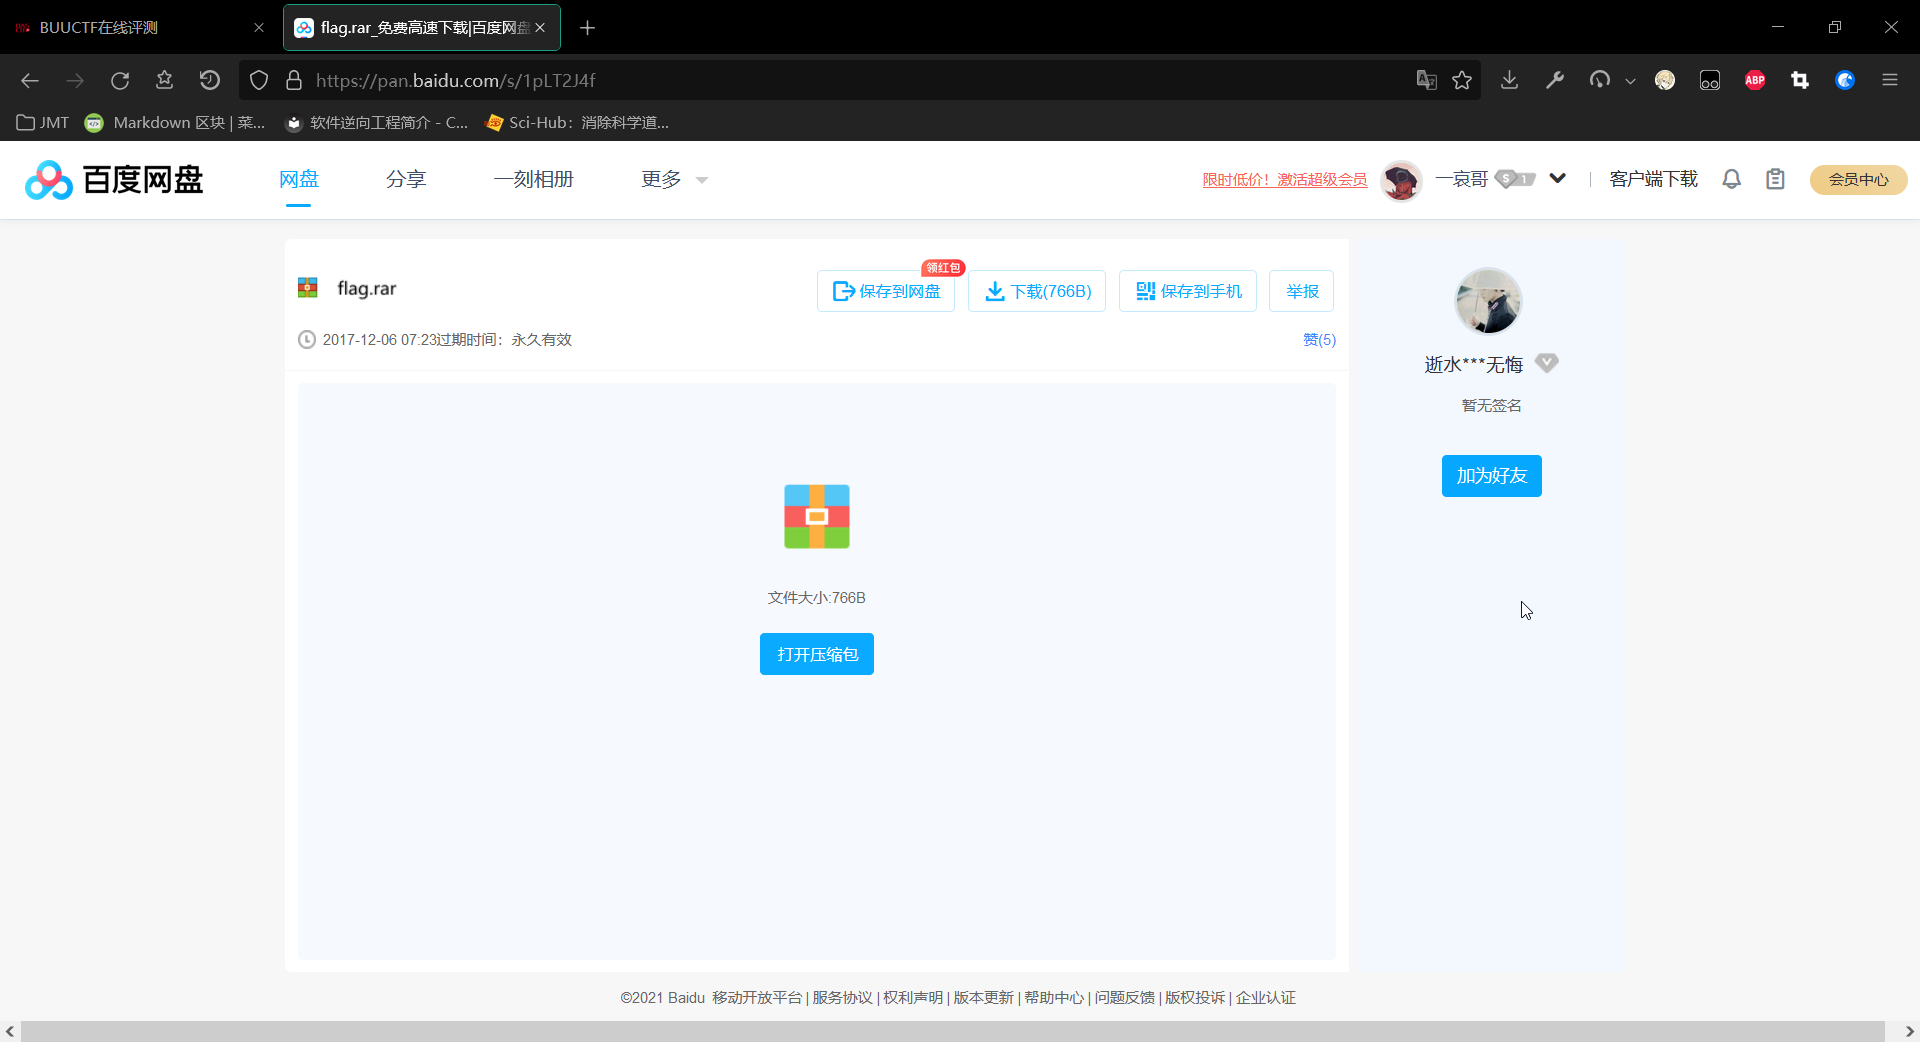 BUUCTF在线评测
flag.rar_免费高速下载|百度网盘
https://pan.baidu.com/s/1pLT2J4f
ABP
JMT
Markdown 区块 | 菜...
软件逆向工程简介 - C...
Sci-Hub：消除科学道...
百度网盘
网盘
分享
一刻相册
更多
限时低价！激活超级会员
一哀哥
S 1
客户端下载
会员中心
flag.rar
领红包
保存到网盘
下载(766B)
保存到手机
举报
2017-12-06 07:23过期时间：永久有效
赞(5)
文件大小:766B
打开压缩包
逝水***无悔
暂无签名
加为好友
©2021 Baidu 移动开放平台 | 服务协议 | 权利声明 | 版本更新 | 帮助中心 | 问题反馈 | 版权投诉 | 企业认证